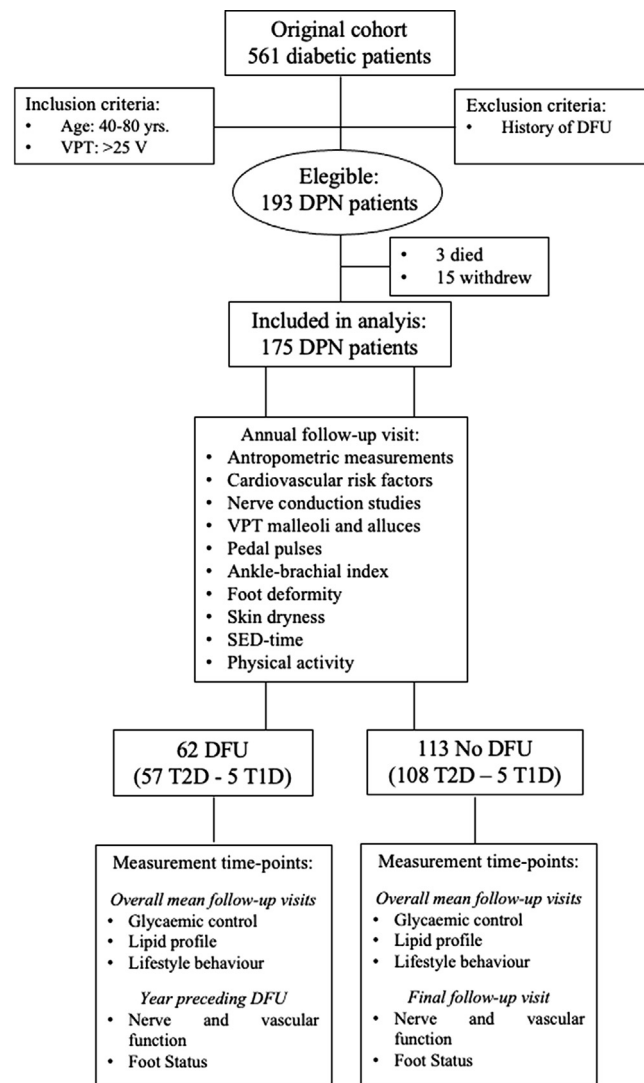 Original cohort
561 diabetic patients
Inclusion criteria:
• Age: 40-80 yrs.
• VPT: >25 V
Exclusion criteria:
• History of DFU
Elegible:
193 DPN patients
• 3 died
• 15 withdrew
Included in analyis:
175 DPN patients
Annual follow-up visit:
• Antropometric measurements
• Cardiovascular risk factors
• Nerve conduction studies
• VPT malleoli and alluces
• Pedal pulses
• Ankle-brachial index
• Foot deformity
• Skin dryness
• SED-time
• Physical activity
62 DFU
(57 T2D - 5 T1D)
113 No DFU
(108 T2D – 5 T1D)
Measurement time-points:
Overall mean follow-up visits
• Glycaemic control
• Lipid profile
• Lifestyle behaviour
Year preceding DFU
• Nerve and vascular
function
• Foot Status
Measurement time-points:
Overall mean follow-up visits
• Glycaemic control
• Lipid profile
• Lifestyle behaviour
Final follow-up visit
• Nerve and vascular
function
• Foot Status